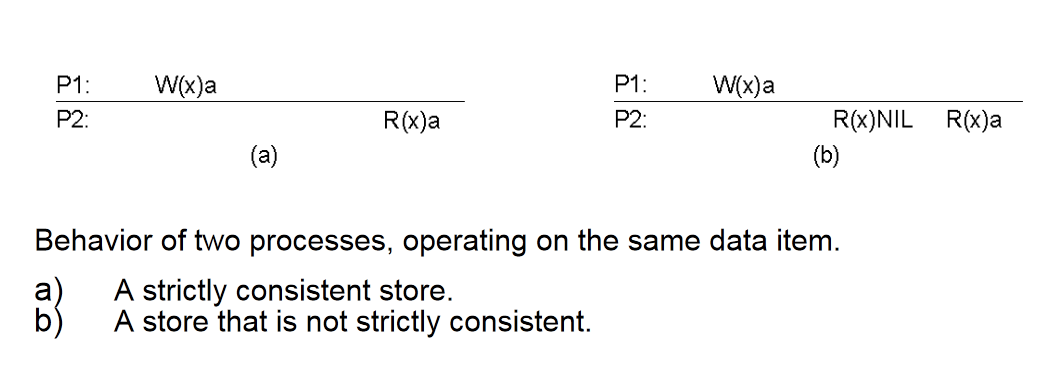 P1: W(x)a
P2: R(x)a
(a)
P1: W(x)a
P2: R(x)NIL R(x)a
(b)
Behavior of two processes, operating on the same data item.
a) A strictly consistent store.
b) A store that is not strictly consistent.